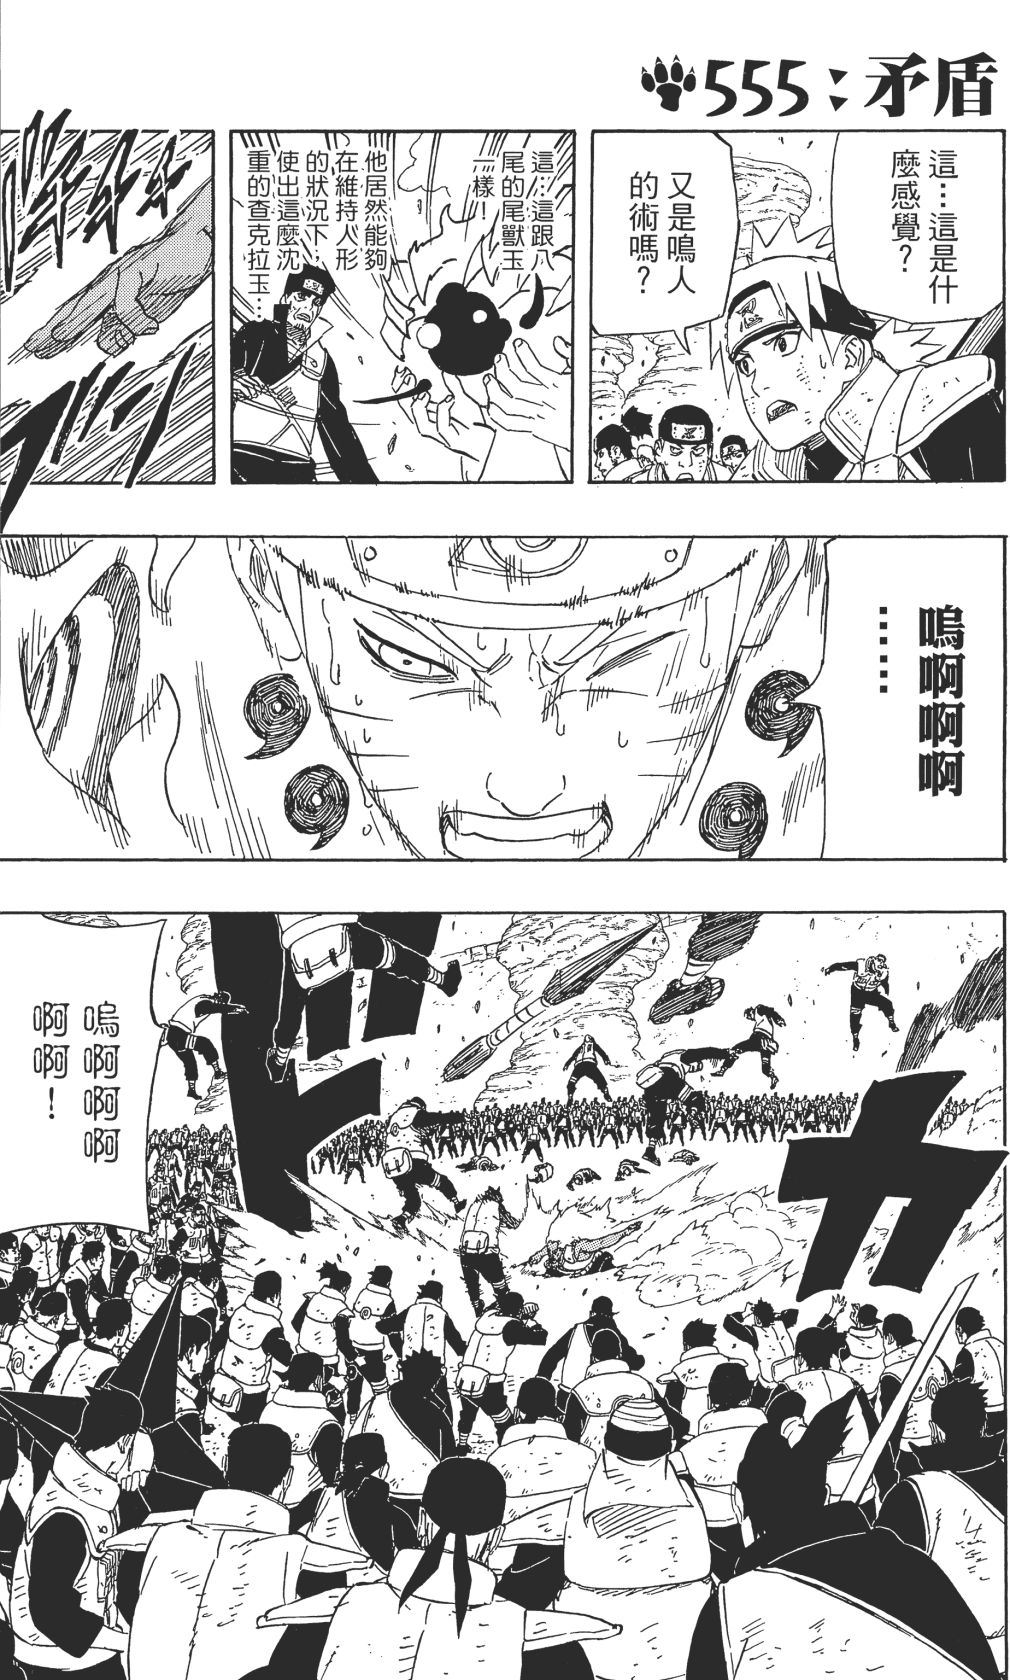 555：矛盾
這…這是什
麼感覺？
又是鳴人
的術嗎？
這…這跟八
尾的尾獸玉
一樣！
他居然能夠
在維持人形
的狀況下…
使出這麼沈
重的查克拉玉…
嗚啊啊啊
……
嗚啊啊啊
啊啊！